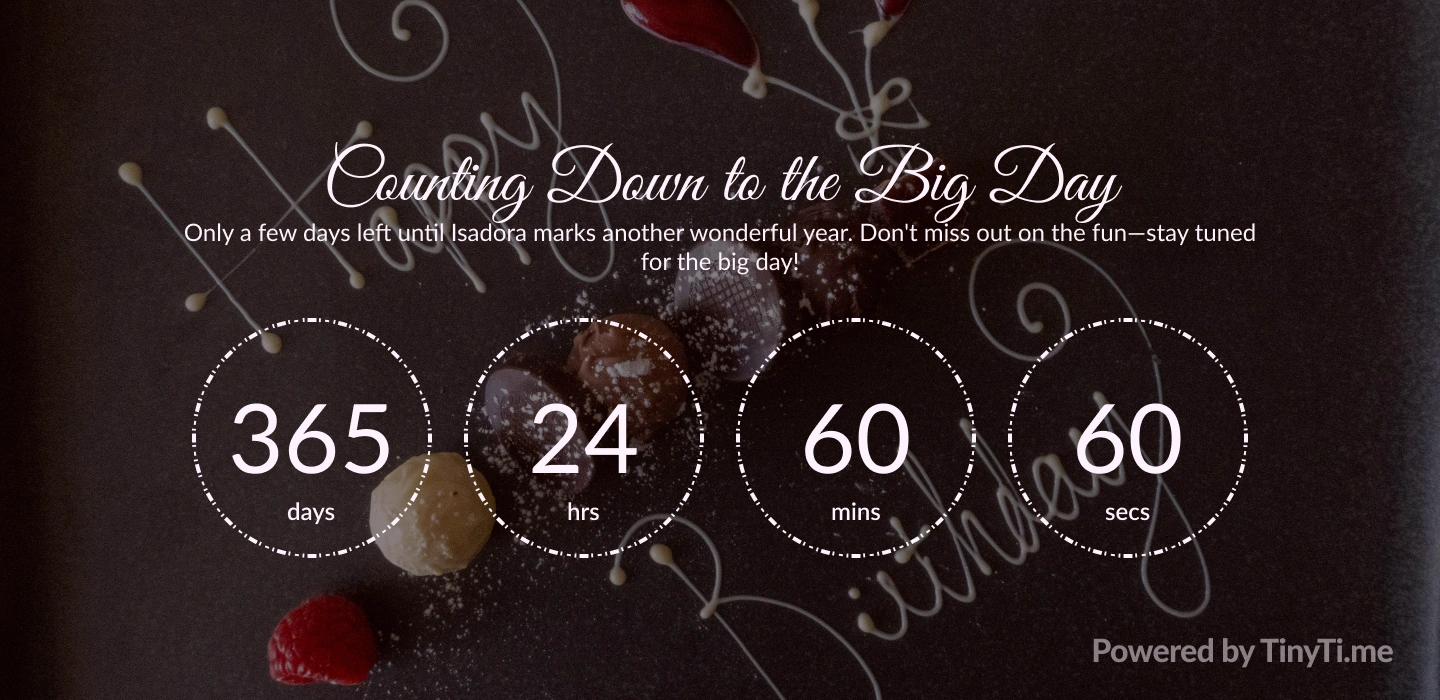 Happy
Counting Down to the Big Day
Only a few days left until Isadora marks another wonderful year. Don't miss out on the fun—stay tuned
for the big day!
365
24
60
60
days
hrs
mins
secs
Birthday
Powered by TinyTi.me